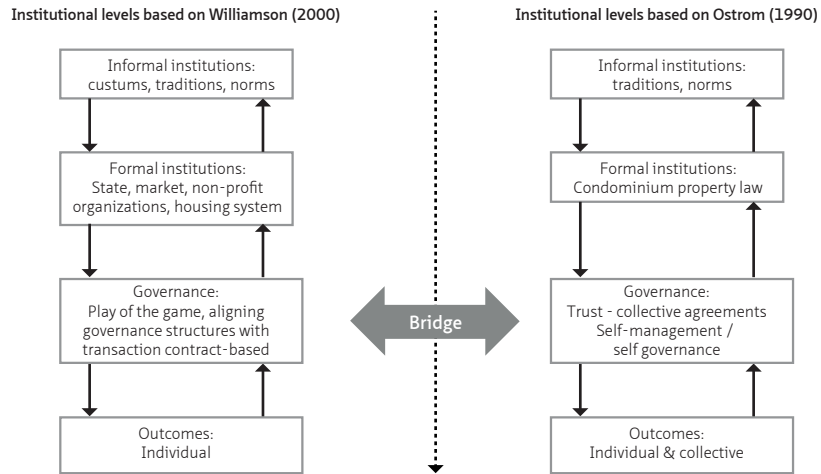 Institutional levels based on Williamson (2000)
Informal institutions:
custums, traditions, norms
Formal institutions:
State, market, non-profit
organizations, housing system
Governance:
Play of the game, aligning
governance structures with
transaction contract-based
Outcomes:
Individual
Bridge
Institutional levels based on Ostrom (1990)
Informal institutions:
traditions, norms
Formal institutions:
Condominium property law
Governance:
Trust - collective agreements
Self-management /
self governance
Outcomes:
Individual & collective